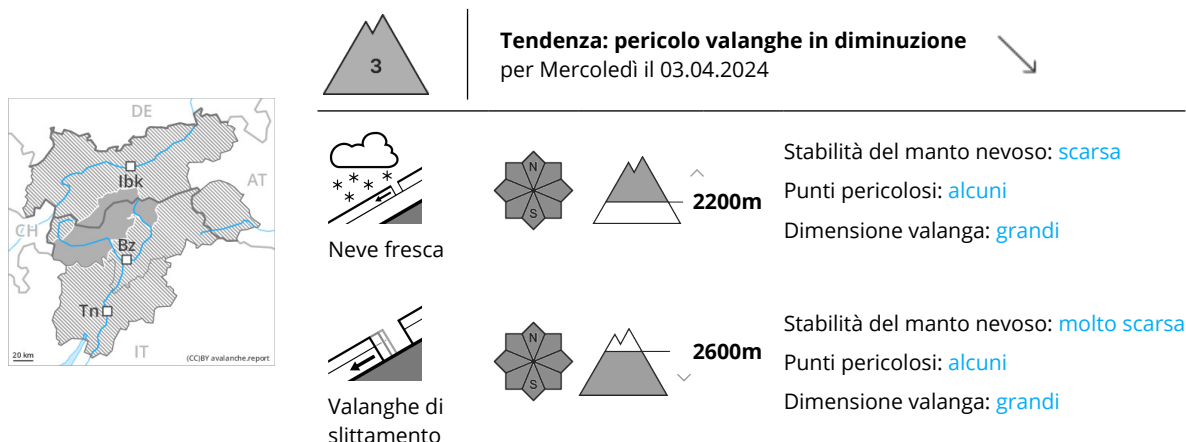 3
Tendenza: pericolo valanghe in diminuzione
per Mercoledì il 03.04.2024
DE
Ibk
AT
CH
Bz
Tn
IT
20 km
(CC)BY avalanche.report
N
S
2200m
Neve fresca
Stabilità del manto nevoso: scarsa
Punti pericolosi: alcuni
Dimensione valanga: grandi
N
S
2600m
Valanghe di
slittamento
Stabilità del manto nevoso: molto scarsa
Punti pericolosi: alcuni
Dimensione valanga: grandi